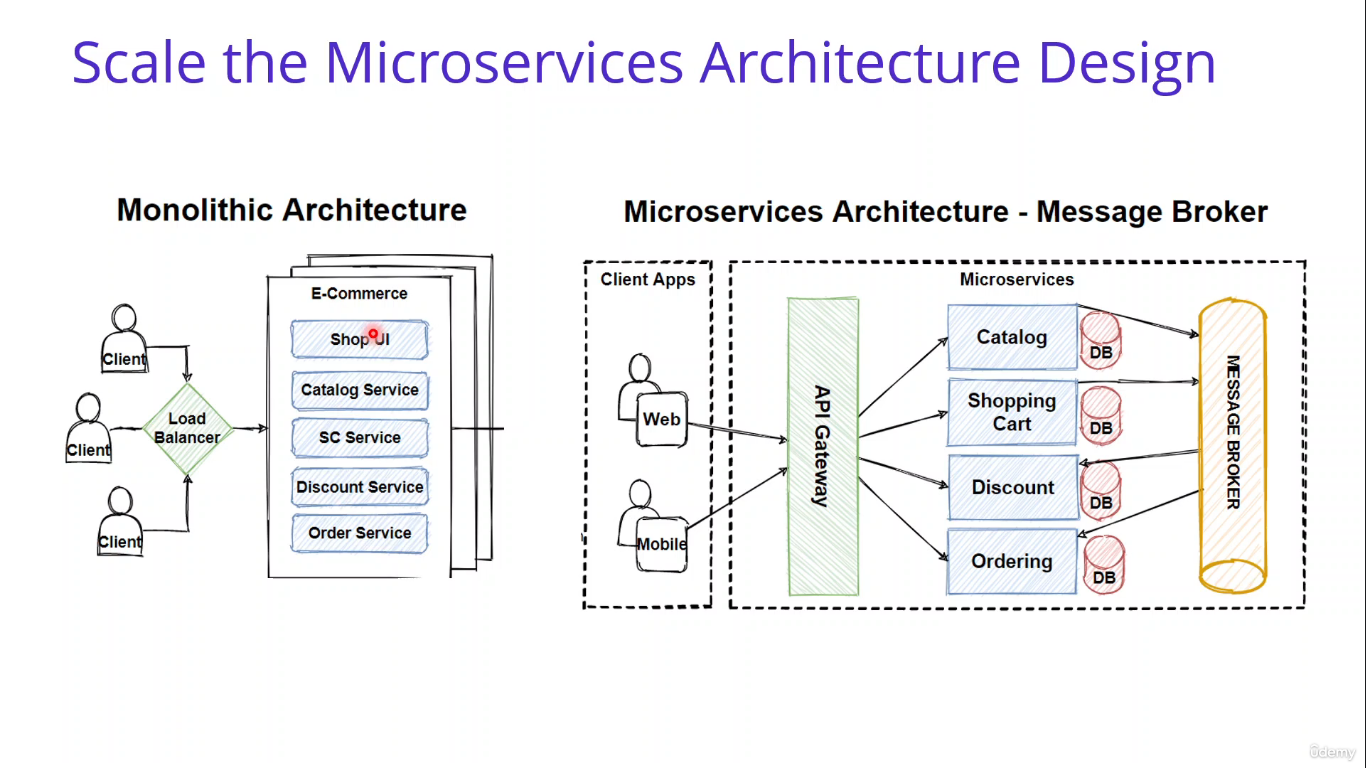 Scale the Microservices Architecture Design
Monolithic Architecture
E-Commerce
Shop UI
Catalog Service
SC Service
Discount Service
Order Service
Client
Client
Client
Load
Balancer
Microservices Architecture - Message Broker
Client Apps
Web
Mobile
Microservices
API Gateway
Catalog
DB
Shopping
Cart
DB
Discount
DB
Ordering
DB
MESSAGE BROKER
ûdemy